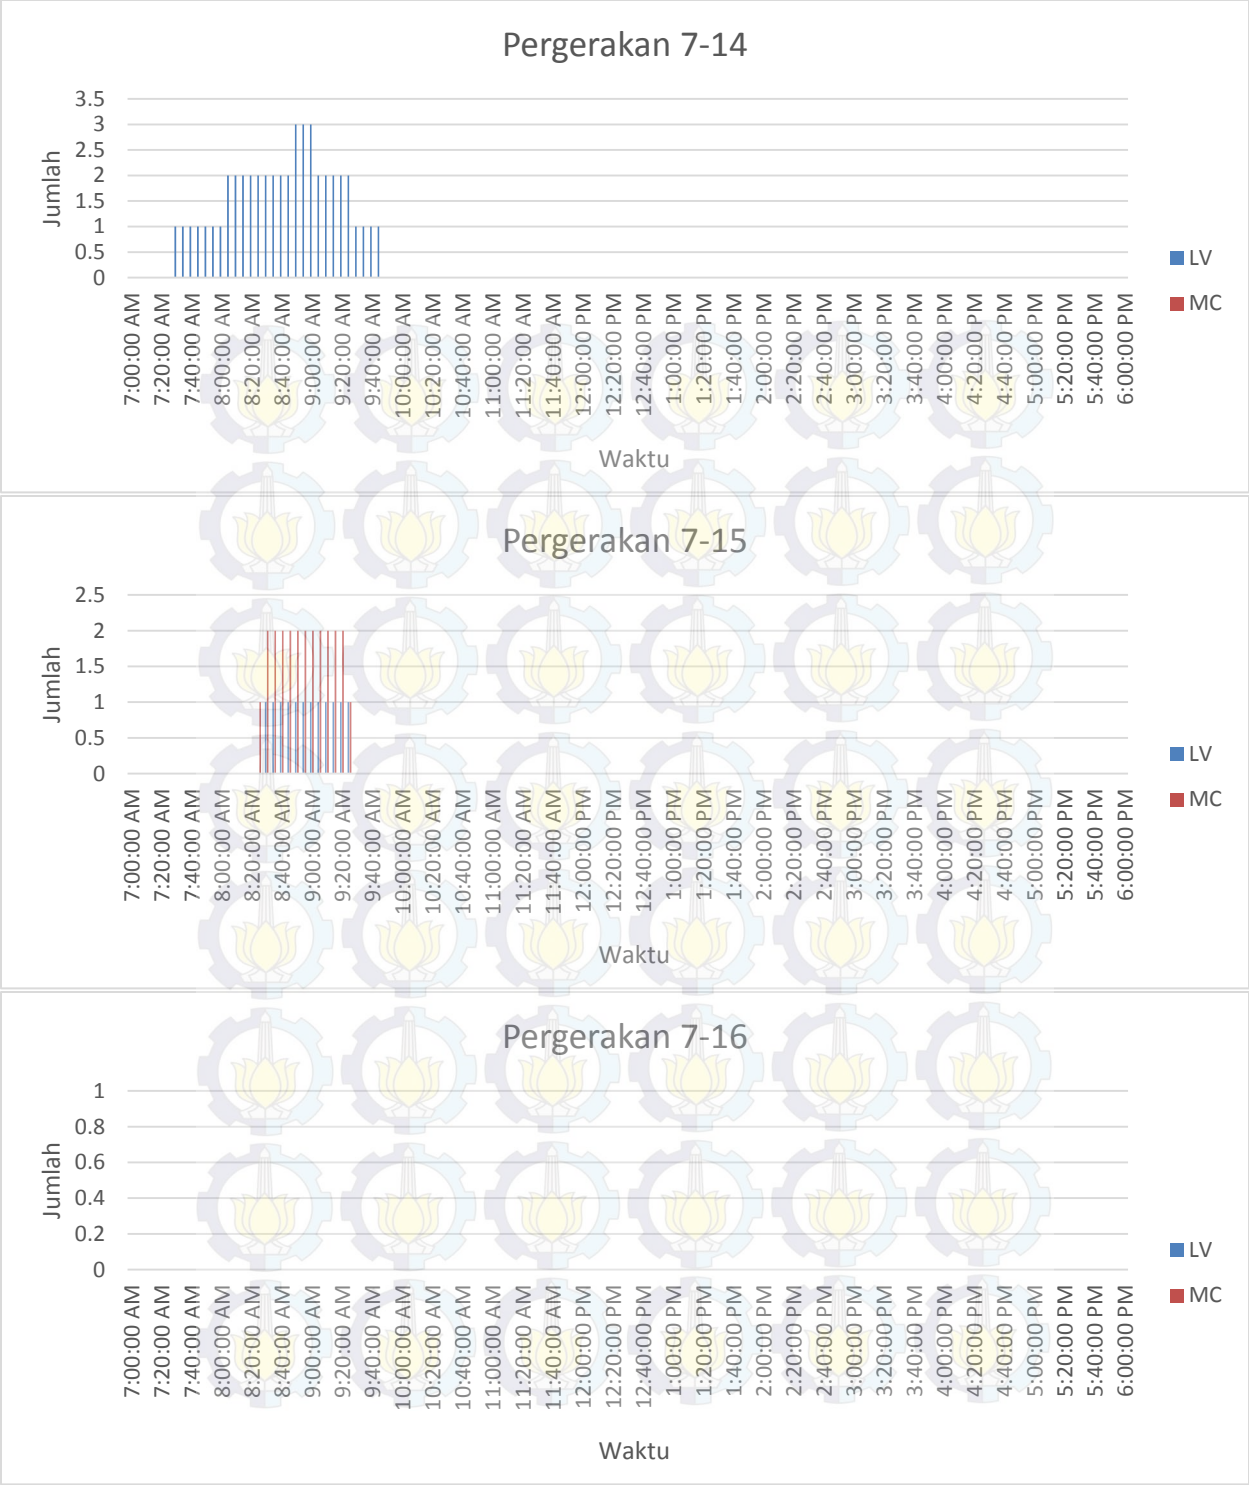 Pergerakan 7-14
3.5
3
2.5
2
1.5
1
0.5
0
Jumlah
7:00:00 AM
7:20:00 AM
7:40:00 AM
8:00:00 AM
8:20:00 AM
8:40:00 AM
9:00:00 AM
9:20:00 AM
9:40:00 AM
10:00:00 AM
10:20:00 AM
10:40:00 AM
11:00:00 AM
11:20:00 AM
11:40:00 AM
12:00:00 PM
12:20:00 PM
12:40:00 PM
1:00:00 PM
1:20:00 PM
1:40:00 PM
2:00:00 PM
2:20:00 PM
2:40:00 PM
3:00:00 PM
3:20:00 PM
3:40:00 PM
4:00:00 PM
4:20:00 PM
4:40:00 PM
5:00:00 PM
5:20:00 PM
5:40:00 PM
6:00:00 PM
Waktu
LV
MC
Pergerakan 7-15
2.5
2
1.5
1
0.5
0
Jumlah
7:00:00 AM
7:20:00 AM
7:40:00 AM
8:00:00 AM
8:20:00 AM
8:40:00 AM
9:00:00 AM
9:20:00 AM
9:40:00 AM
10:00:00 AM
10:20:00 AM
10:40:00 AM
11:00:00 AM
11:20:00 AM
11:40:00 AM
12:00:00 PM
12:20:00 PM
12:40:00 PM
1:00:00 PM
1:20:00 PM
1:40:00 PM
2:00:00 PM
2:20:00 PM
2:40:00 PM
3:00:00 PM
3:20:00 PM
3:40:00 PM
4:00:00 PM
4:20:00 PM
4:40:00 PM
5:00:00 PM
5:20:00 PM
5:40:00 PM
6:00:00 PM
Waktu
LV
MC
Pergerakan 7-16
1
0.8
0.6
0.4
0.2
0
Jumlah
7:00:00 AM
7:20:00 AM
7:40:00 AM
8:00:00 AM
8:20:00 AM
8:40:00 AM
9:00:00 AM
9:20:00 AM
9:40:00 AM
10:00:00 AM
10:20:00 AM
10:40:00 AM
11:00:00 AM
11:20:00 AM
11:40:00 AM
12:00:00 PM
12:20:00 PM
12:40:00 PM
1:00:00 PM
1:20:00 PM
1:40:00 PM
2:00:00 PM
2:20:00 PM
2:40:00 PM
3:00:00 PM
3:20:00 PM
3:40:00 PM
4:00:00 PM
4:20:00 PM
4:40:00 PM
5:00:00 PM
5:20:00 PM
5:40:00 PM
6:00:00 PM
Waktu
LV
MC